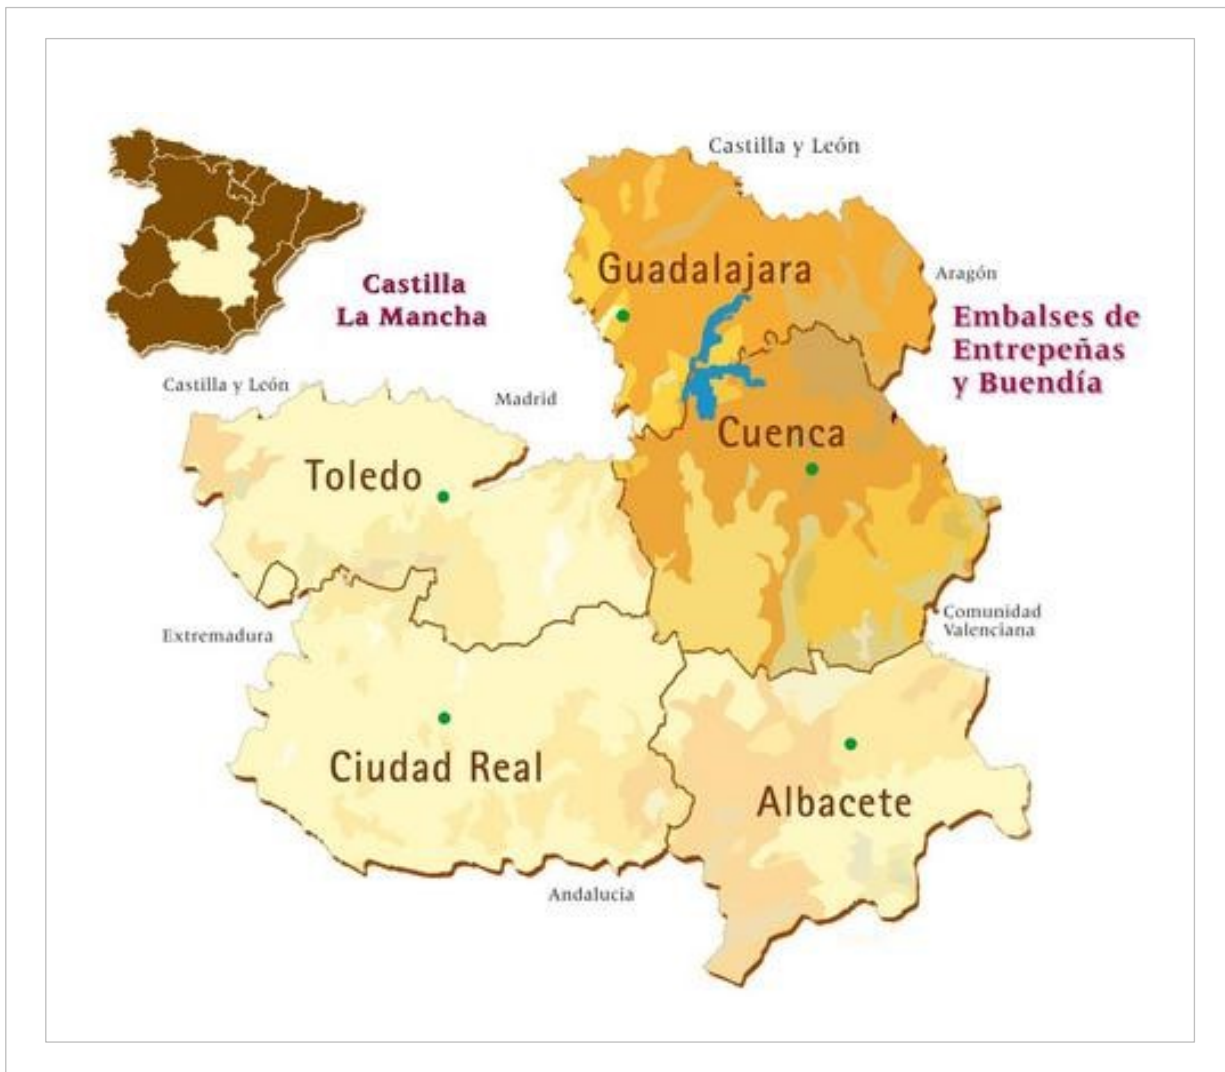 Castilla y León
Guadalajara
Aragón
Castilla
La Mancha
Embalses de
Entrepeñas
y Buendía
Castilla y León
Madrid
Cuenca
Toledo
Comunidad
Valenciana
Extremadura
Ciudad Real
Albacete
Andalucia